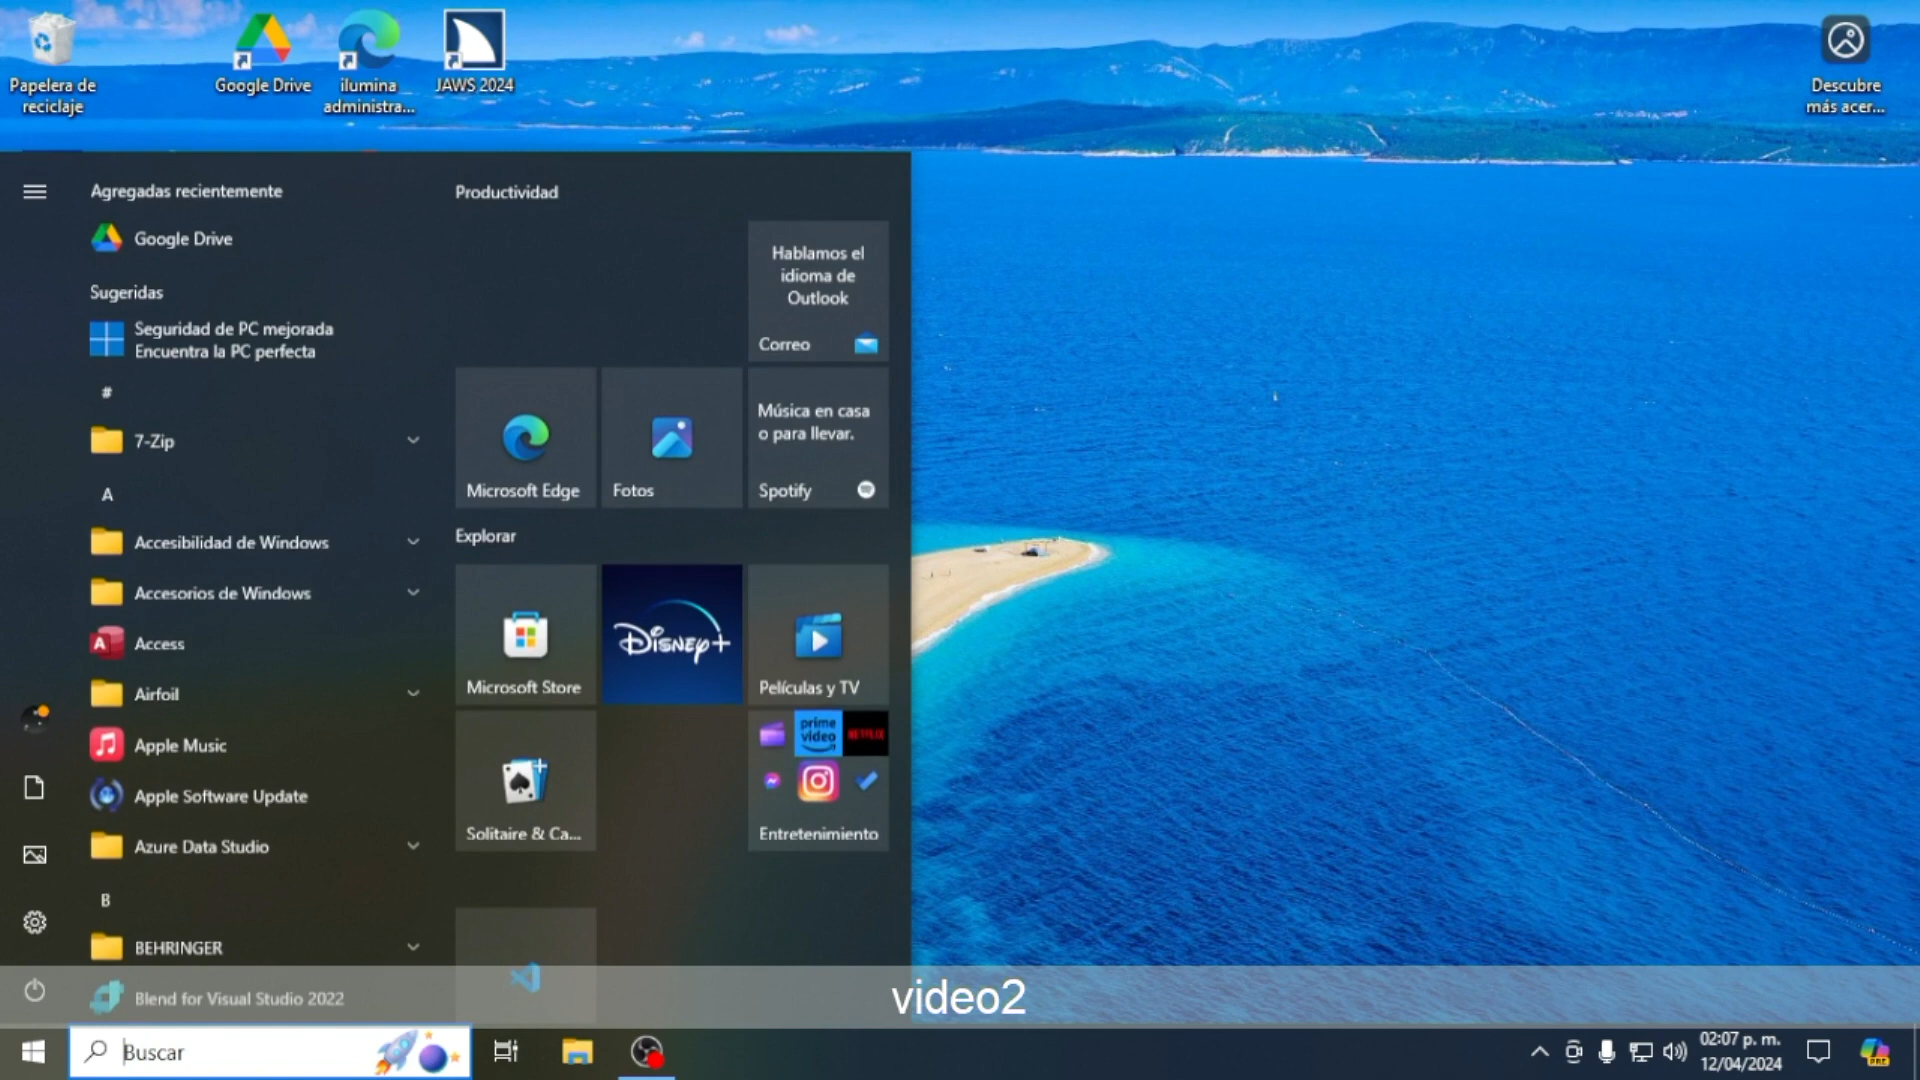 Papelera de
reciclaje
Google Drive
ilumina
administra...
JAWS 2024
Descubre
más acer...
Agregadas recientemente
Google Drive
Sugeridas
Seguridad de PC mejorada
Encuentra la PC perfecta
#
7-Zip
A
Accesibilidad de Windows
Accesorios de Windows
Access
Airfoil
Apple Music
Apple Software Update
Azure Data Studio
B
BEHRINGER
Blend for Visual Studio 2022
Productividad
Hablamos el
idioma de
Outlook
Correo
Microsoft Edge
Fotos
Música en casa
o para llevar.
Spotify
Explorar
Microsoft Store
Disney+
Películas y TV
Solitaire & Ca...
prime
video
NETFLIX
Entretenimiento
video2
Buscar
02:07 p. m.
12/04/2024
PRE